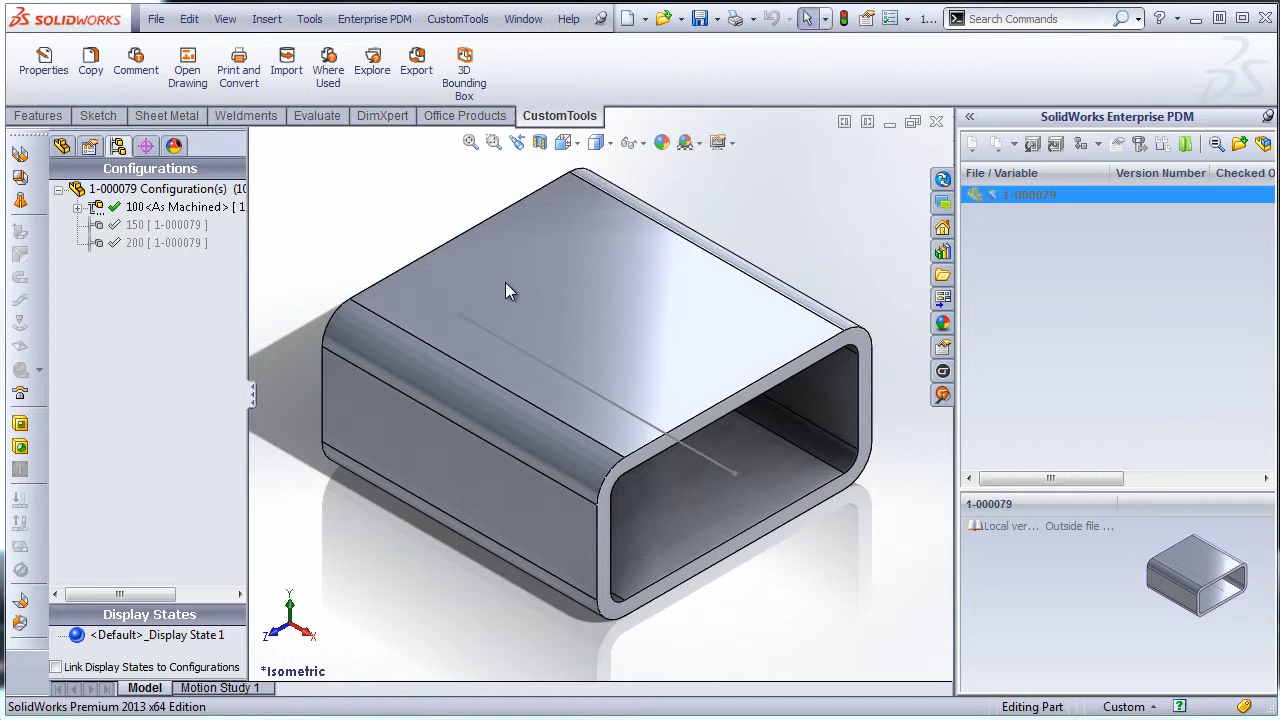 SOLIDWORKS File Edit View Insert Tools Enterprise PDM CustomTools Window Help 1... Search Commands
Properties Copy Comment Open Drawing Print and Convert Import Where Used Explore Export 3D Bounding Box
Features Sketch Sheet Metal Weldments Evaluate DimXpert Office Products CustomTools
SolidWorks Enterprise PDM
Configurations
1-000079 Configuration(s) (10
100<As Machined> [ 1
150 [ 1-000079 ]
200 [ 1-000079 ]
File / Variable Version Number Checked O
1-000079
1-000079
Local ver... Outside file ...
Y
Z X
*Isometric
Display States
<Default>_Display State 1
Link Display States to Configurations
Model Motion Study 1
SolidWorks Premium 2013 x64 Edition Editing Part Custom